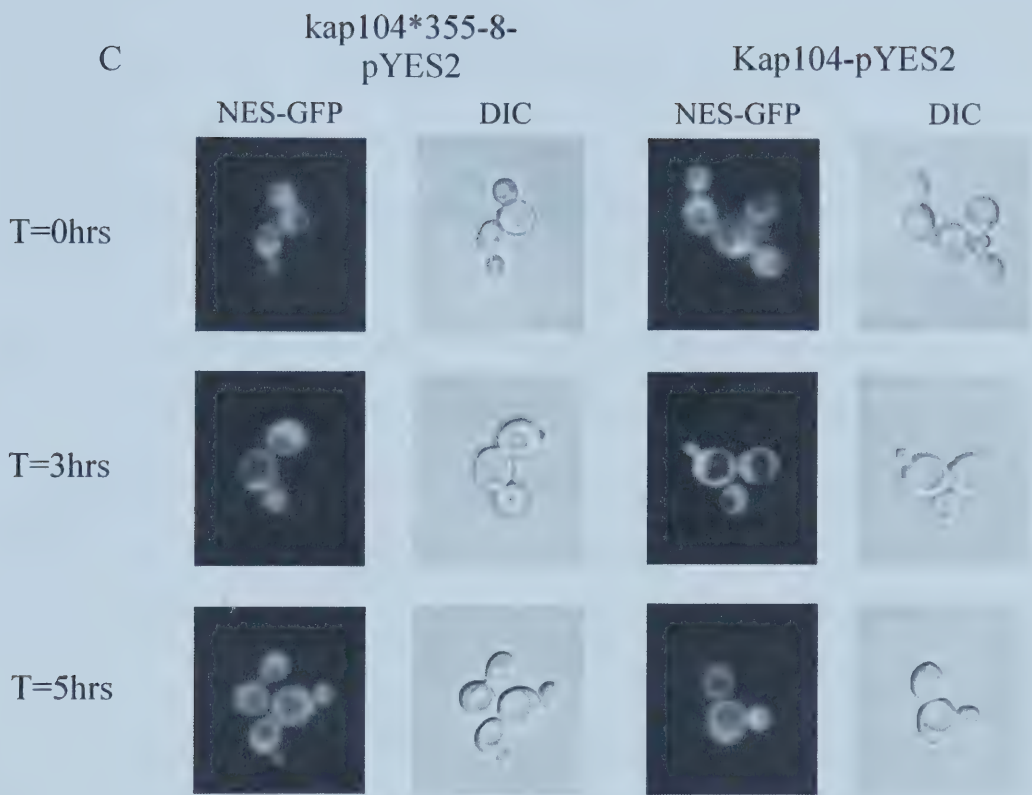 C
kap104*355-8-
pYES2
Kap104-pYES2
NES-GFP DIC NES-GFP DIC
T=0hrs
T=3hrs
T=5hrs